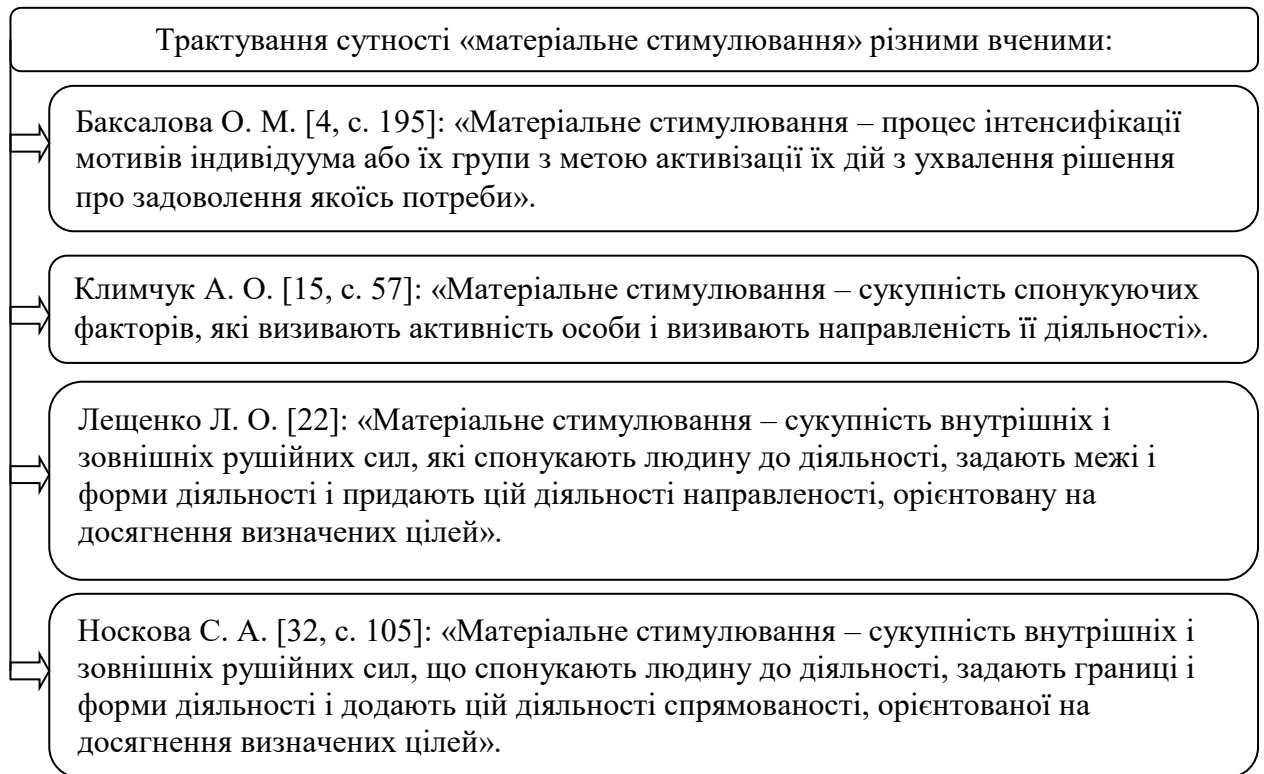 Трактування сутності «матеріальне стимулювання» різними вченими:
Баксалова О. М. [4, с. 195]: «Матеріальне стимулювання – процес інтенсифікації
мотивів індивідуума або їх групи з метою активізації їх дій з ухвалення рішення
про задоволення якоїсь потреби».
Климчук А. О. [15, с. 57]: «Матеріальне стимулювання – сукупність спонукуючих
факторів, які визивають активність особи і визивають направленість її діяльності».
Лещенко Л. О. [22]: «Матеріальне стимулювання – сукупність внутрішніх і
зовнішніх рушійних сил, які спонукають людину до діяльності, задають межі і
форми діяльності і придають цій діяльності направленості, орієнтовану на
досягнення визначених цілей».
Носкова С. А. [32, с. 105]: «Матеріальне стимулювання – сукупність внутрішніх і
зовнішніх рушійних сил, що спонукають людину до діяльності, задають границі і
форми діяльності і додають цій діяльності спрямованості, орієнтованої на
досягнення визначених цілей».